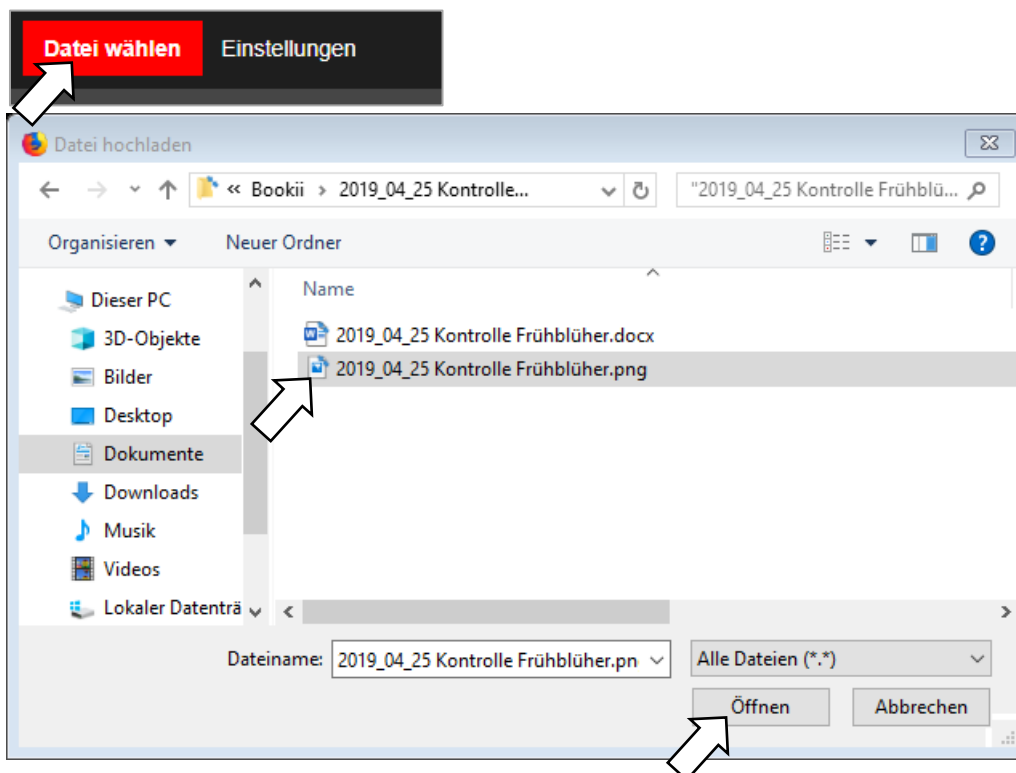 Datei wählen Einstellungen
Datei hochladen
« Bookii › 2019_04_25 Kontrolle... "2019_04_25 Kontrolle Frühblü...
Organisieren Neuer Ordner ?
Name
Dieser PC
3D-Objekte
Bilder
Desktop
Dokumente
Downloads
Musik
Videos
Lokaler Datenträ
2019_04_25 Kontrolle Frühblüher.docx
2019_04_25 Kontrolle Frühblüher.png
Dateiname: 2019_04_25 Kontrolle Frühblüher.pn Alle Dateien (*.*)
Öffnen Abbrechen